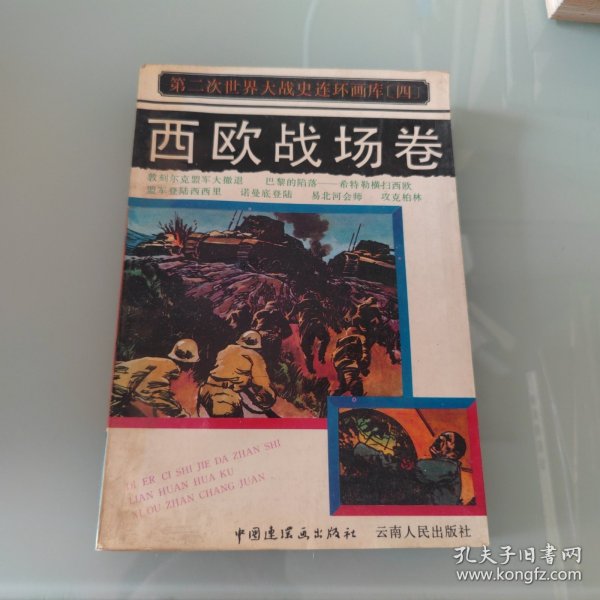 第二次世界大战史连环画库〔四〕
西欧战场卷
敦刻尔克盟军大撤退 巴黎的陷落——希特勒横扫西欧
盟军登陆西西里 诺曼底登陆 易北河会师 攻克柏林
DI ER CI SHI JIE DA ZHAN SHI
LIAN HUAN HUA KU
XI OU ZHAN CHANG JUAN
中国连环画出版社 云南人民出版社
孔夫子旧书网
www.kongfz.com